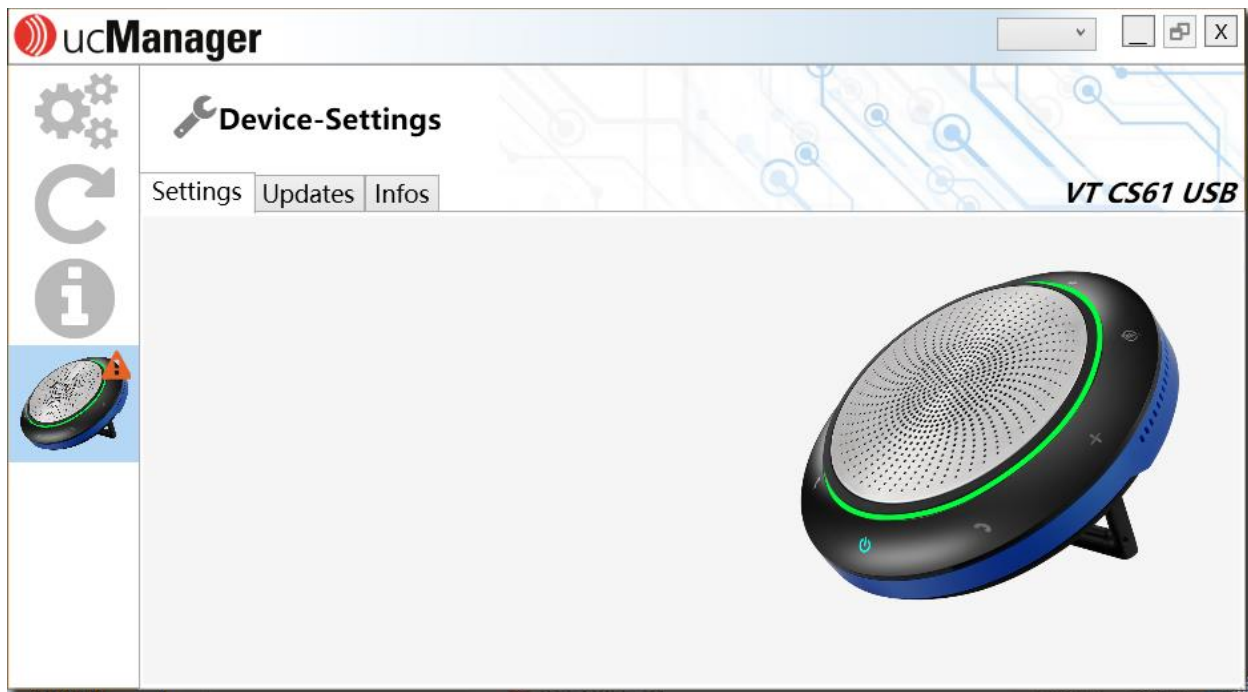 ucManager
X
Device-Settings
Settings Updates Infos
VT CS61 USB